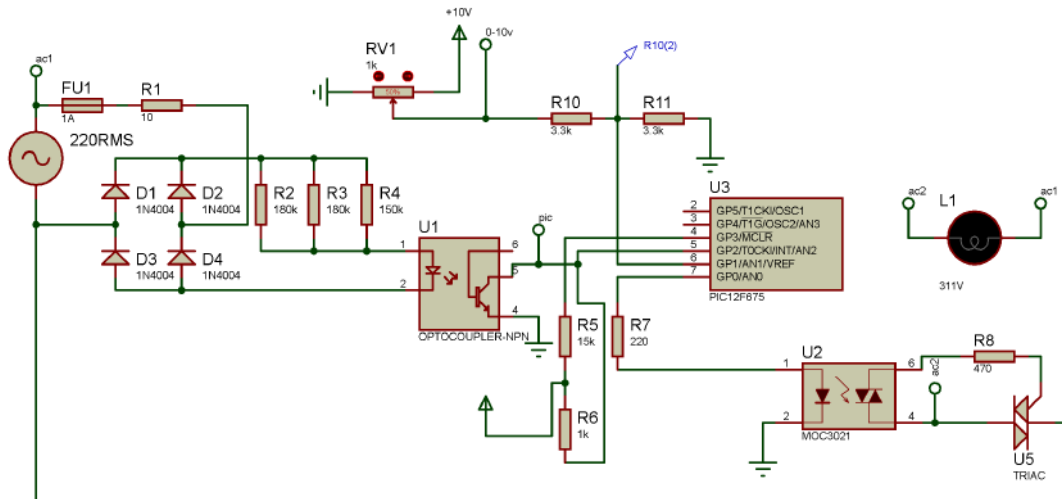 +10V
ac1
RV1
1k
50%
0-10v
R10(2)
FU1
1A
R1
10
R10
3.3k
R11
3.3k
220RMS
D1
1N4004
D2
1N4004
R2
180k
R3
180k
R4
150k
D3
1N4004
D4
1N4004
U1
1
2
6
5
4
OPTOCOUPLER-NPN
pic
U3
2 GP5/T1CKI/OSC1
3 GP4/T1G/OSC2/AN3
4 GP3/MCLR
5 GP2/T0CKI/INT/AN2
6 GP1/AN1/VREF
7 GP0/AN0
PIC12F675
ac2
L1
ac1
311V
R5
15k
R6
1k
R7
220
U2
1
2
6
4
MOC3021
ac2
R8
470
U5
TRIAC